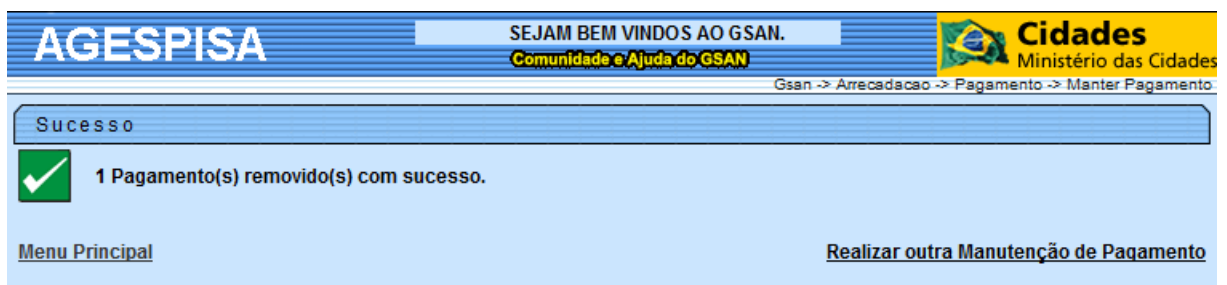 AGESPISA
SEJAM BEM VINDOS AO GSAN.
Comunidade e Ajuda do GSAN
Cidades
Ministério das Cidades
Gsan -> Arrecadacao -> Pagamento -> Manter Pagamento
Sucesso
1 Pagamento(s) removido(s) com sucesso.
Menu Principal
Realizar outra Manutenção de Pagamento